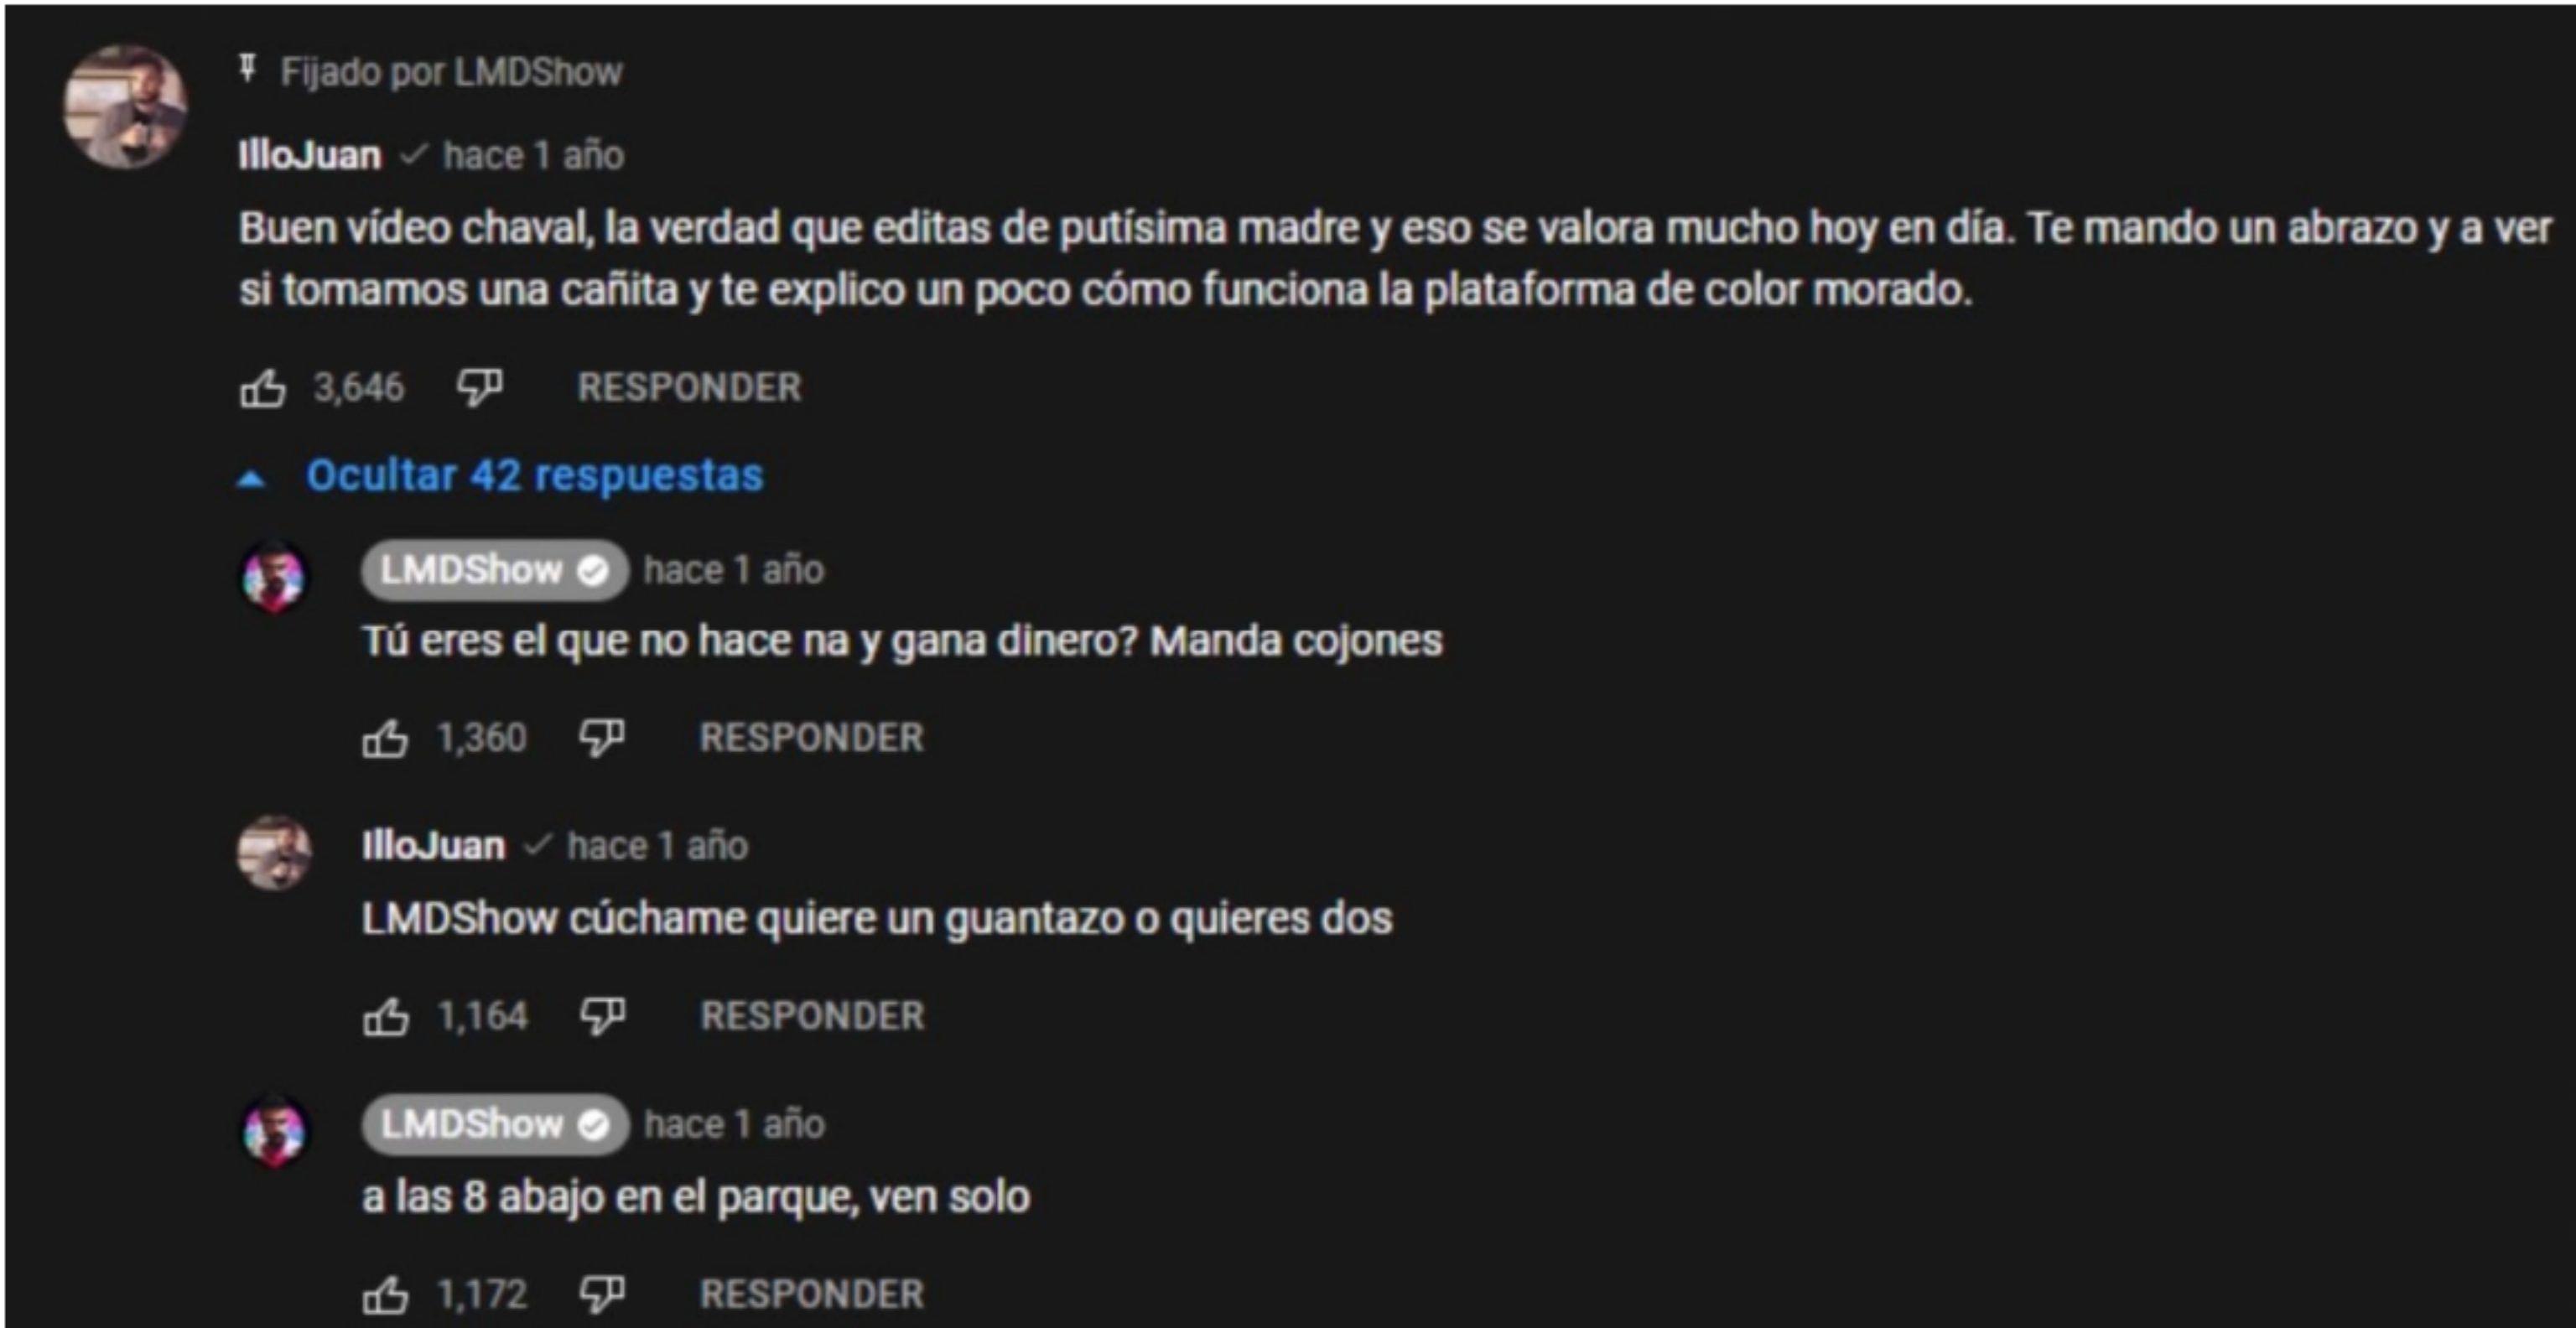 Fijado por LMDShow
IlloJuan hace 1 año
Buen vídeo chaval, la verdad que editas de putísima madre y eso se valora mucho hoy en día. Te mando un abrazo y a ver
si tomamos una cañita y te explico un poco cómo funciona la plataforma de color morado.
3,646 RESPONDER
Ocultar 42 respuestas
LMDShow hace 1 año
Tú eres el que no hace na y gana dinero? Manda cojones
1,360 RESPONDER
IlloJuan hace 1 año
LMDShow cúchame quiere un guantazo o quieres dos
1,164 RESPONDER
LMDShow hace 1 año
a las 8 abajo en el parque, ven solo
1,172 RESPONDER